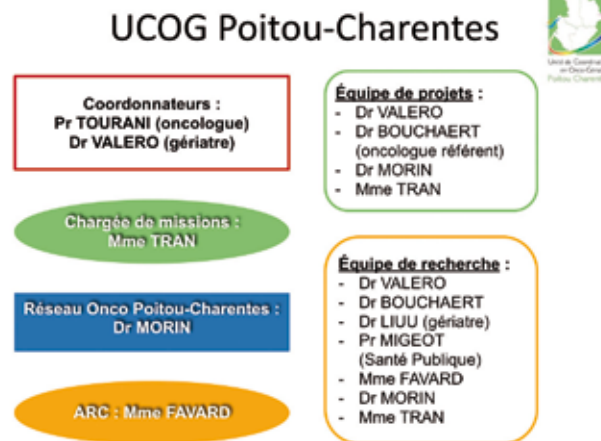 UCOG Poitou-Charentes
Coordonnateurs :
Pr TOURANI (oncologue)
Dr VALERO (gériatre)
Chargée de missions :
Mme TRAN
Réseau Onco Poitou-Charentes :
Dr MORIN
ARC : Mme FAVARD
Équipe de projets :
- Dr VALERO
- Dr BOUCHAERT
(oncologue référent)
- Dr MORIN
- Mme TRAN
Équipe de recherche :
- Dr VALERO
- Dr BOUCHAERT
- Dr LIUU (gériatre)
- Pr MIGEOT
(Santé Publique)
- Mme FAVARD
- Dr MORIN
- Mme TRAN